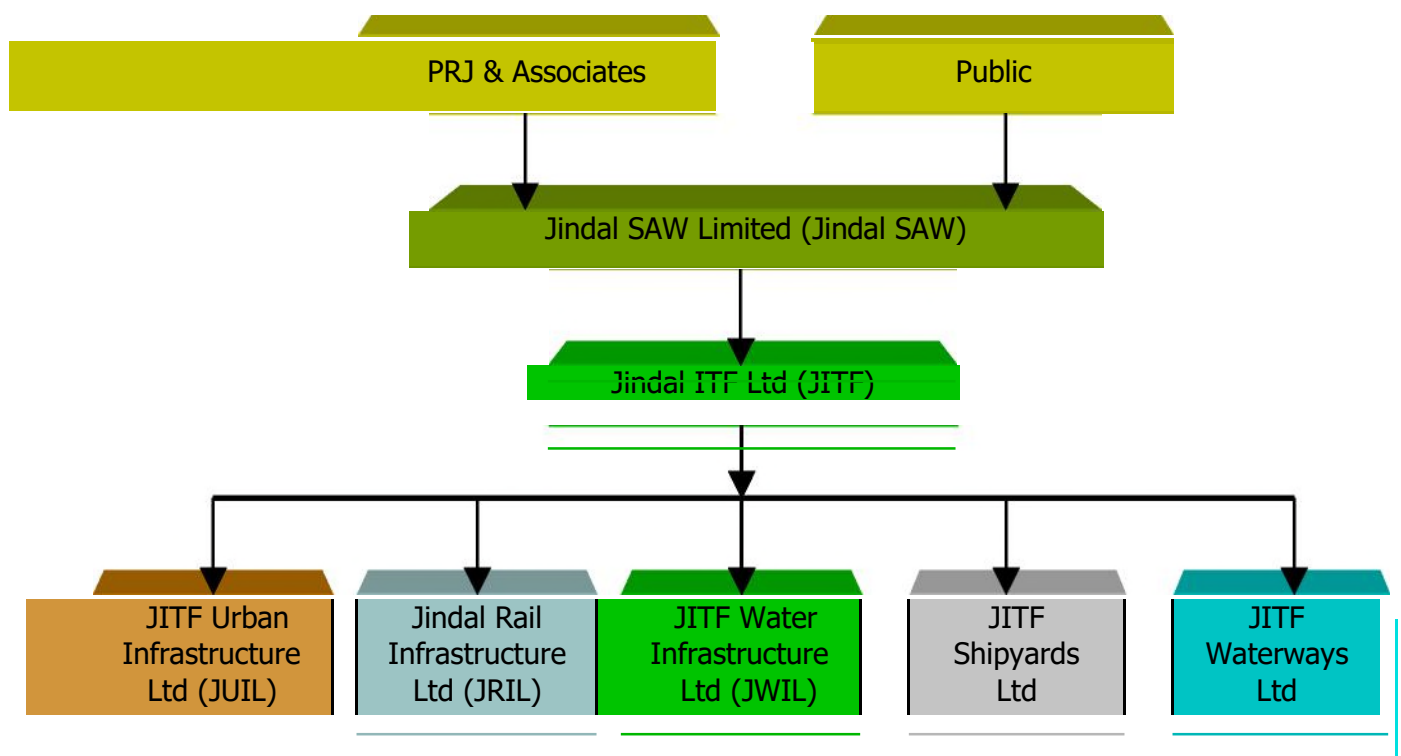 PRJ & Associates
Public
Jindal SAW Limited (Jindal SAW)
Jindal ITF Ltd (JITF)
JITF Urban
Infrastructure
Ltd (JUIL)
Jindal Rail
Infrastructure
Ltd (JRIL)
JITF Water
Infrastructure
Ltd (JWIL)
JITF
Shipyards
Ltd
JITF
Waterways
Ltd